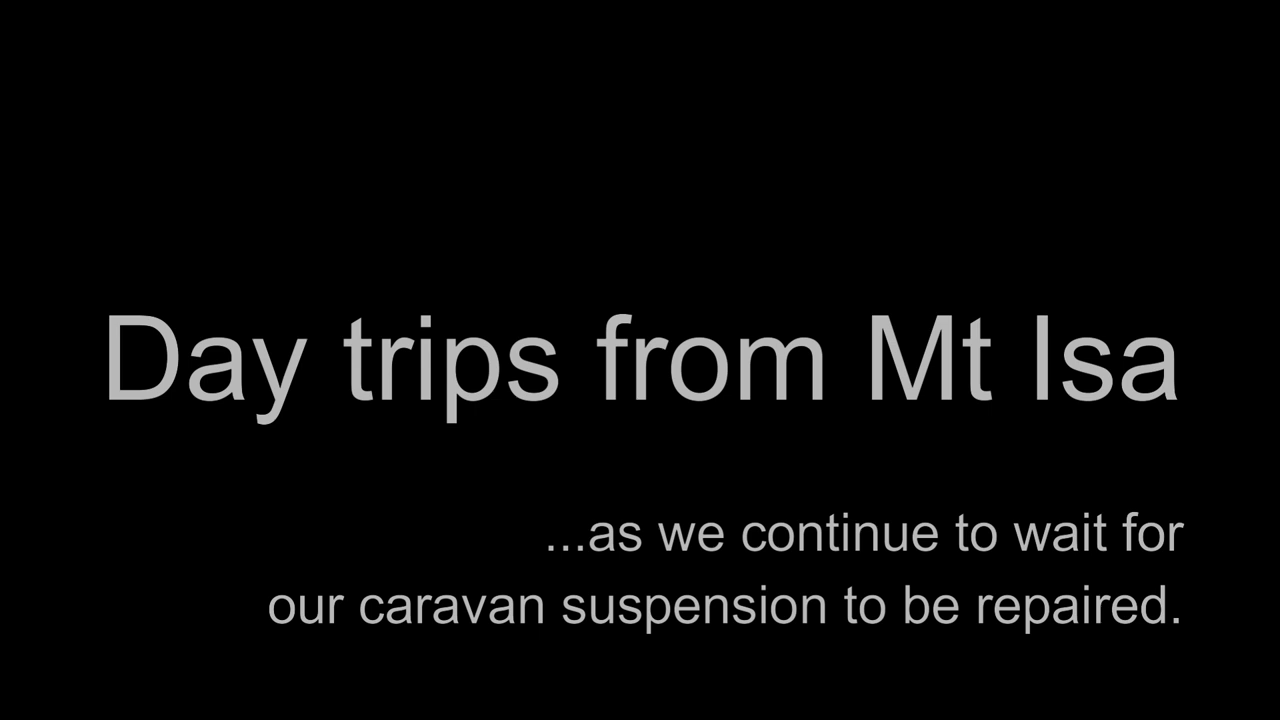 Day trips from Mt Isa
...as we continue to wait for
our caravan suspension to be repaired.